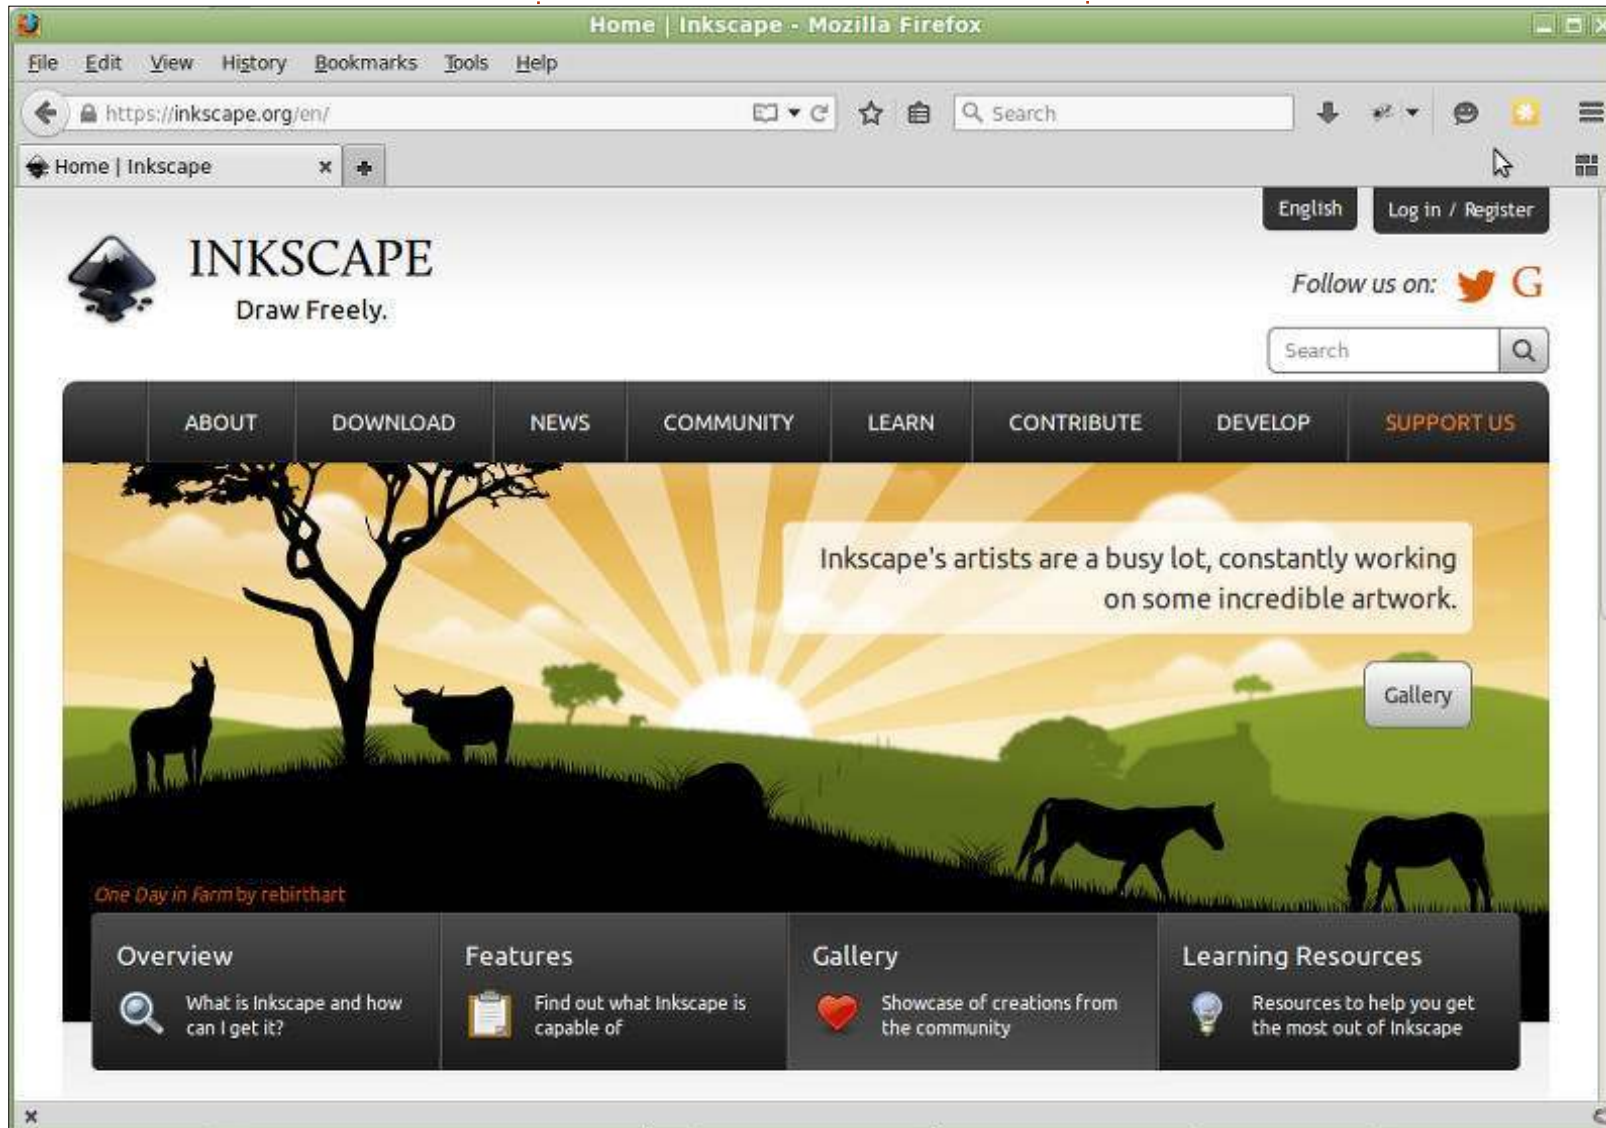 Home | Inkscape - Mozilla Firefox
File Edit View History Bookmarks Tools Help
https://inkscape.org/en/
Search
Home | Inkscape
English
Log in / Register
INKSCAPE
Draw Freely.
Follow us on:
G
Search
ABOUT
DOWNLOAD
NEWS
COMMUNITY
LEARN
CONTRIBUTE
DEVELOP
SUPPORT US
Inkscape's artists are a busy lot, constantly working
on some incredible artwork.
Gallery
One Day in Farm by rebirthart
Overview
What is Inkscape and how
can I get it?
Features
Find out what Inkscape is
capable of
Gallery
Showcase of creations from
the community
Learning Resources
Resources to help you get
the most out of Inkscape